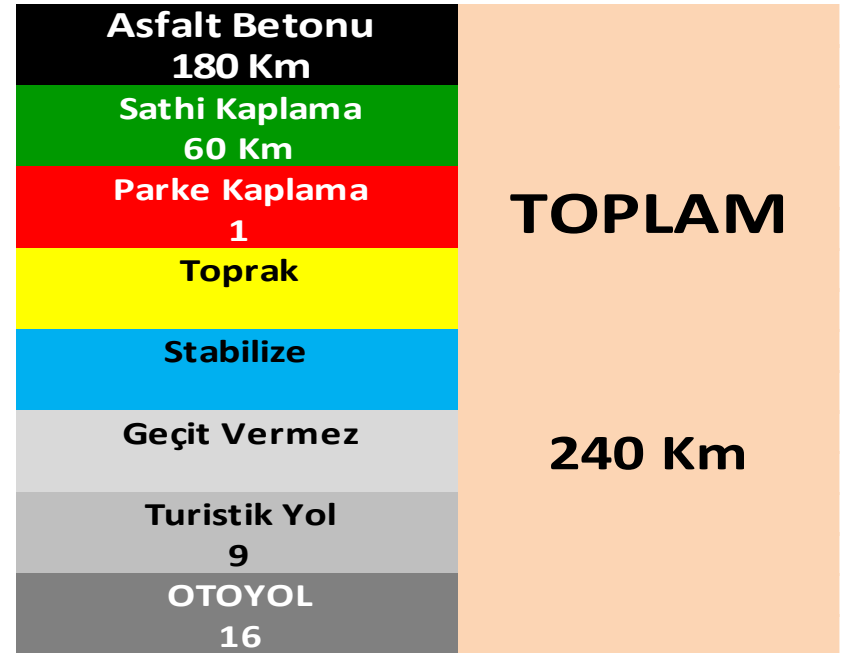 Asfalt Betonu
180 Km
Sathi Kaplama
60 Km
Parke Kaplama
1
Toprak
Stabilize
Geçit Vermez
Turistik Yol
9
OTOYOL
16
TOPLAM
240 Km